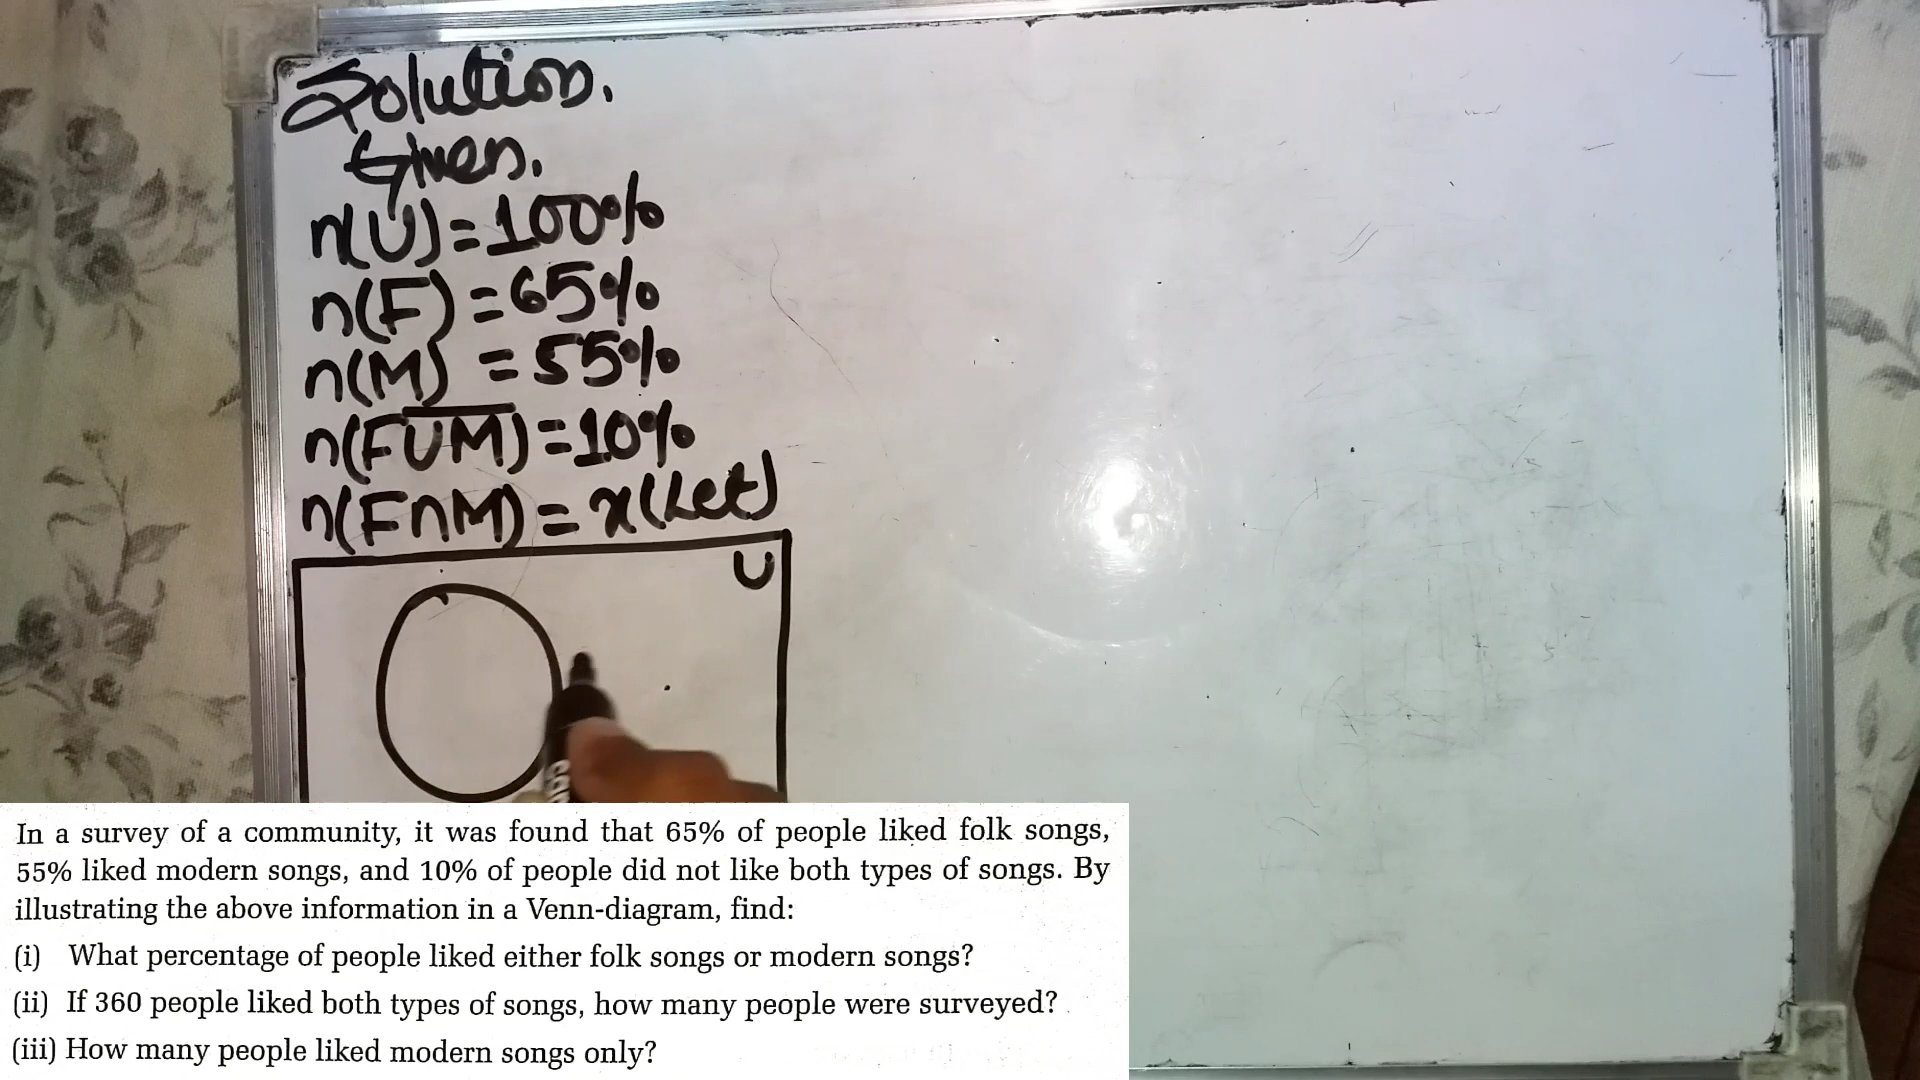 Solution.
Given.
n(U)=100%
n(F)=65%
n(M)=55%
n(F̅U̅M̅)=10%
n(F∩M)=x(Let)
U
In a survey of a community, it was found that 65% of people liked folk songs,
55% liked modern songs, and 10% of people did not like both types of songs. By
illustrating the above information in a Venn-diagram, find:
(i) What percentage of people liked either folk songs or modern songs?
(ii) If 360 people liked both types of songs, how many people were surveyed?
(iii) How many people liked modern songs only?